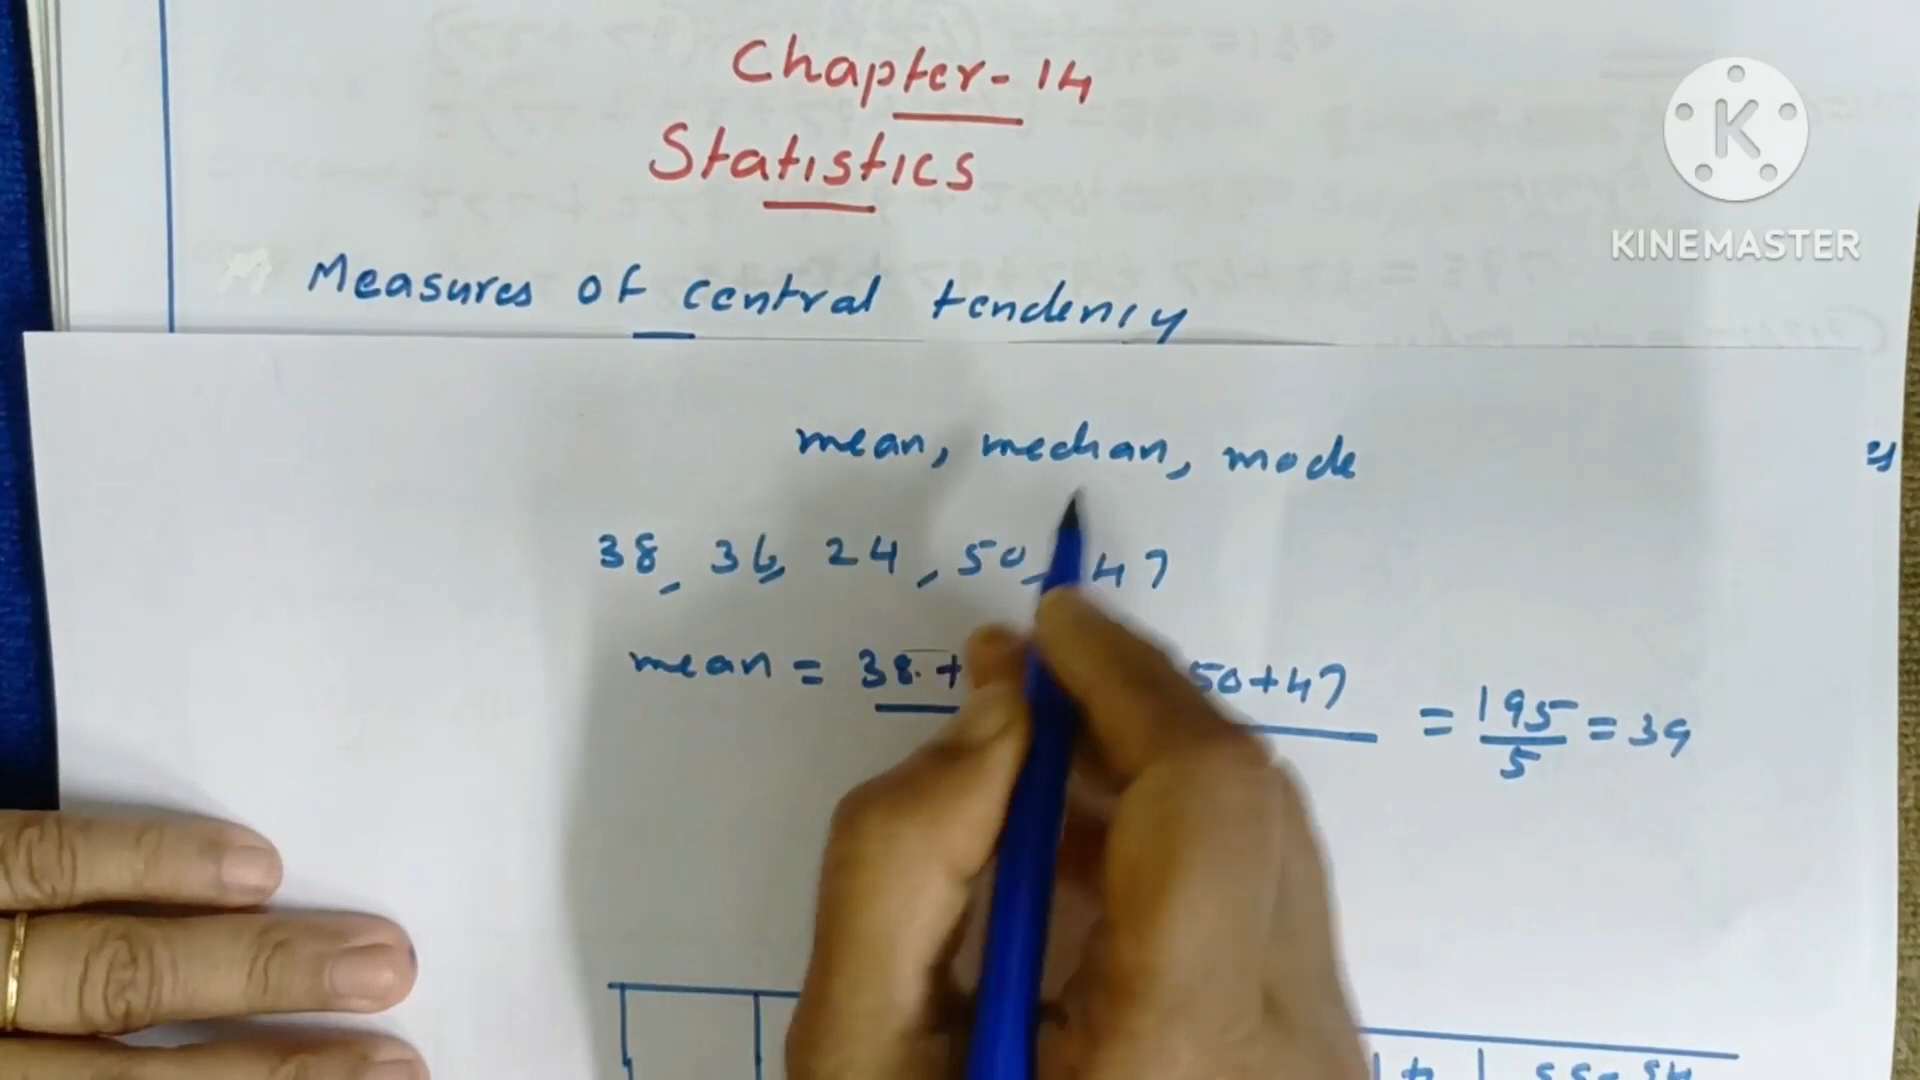 Chapter-14
Statistics
K
KINEMASTER
Measures of central tendency
mean, median, mode
38, 36, 24, 50, 47
mean = 38+ 50+47 = 195/5 = 39